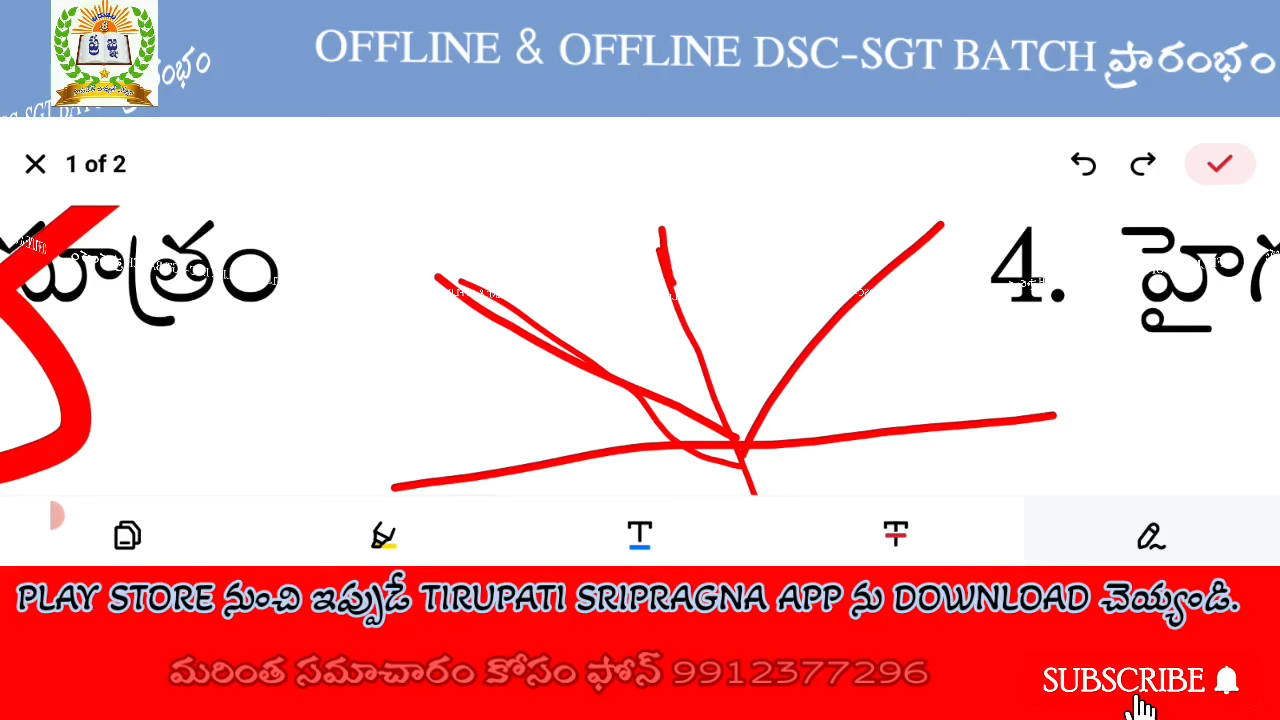 OFFLINE & OFFLINE DSC-SGT BATCH ప్రారంభం
1 of 2
4.
PLAY STORE నుంచి ఇప్పుడే TIRUPATI SRIPRAGNA APP ను DOWNLOAD చెయ్యండి.
మరింత సమాచారం కోసం ఫోన్ 9912377296
SUBSCRIBE